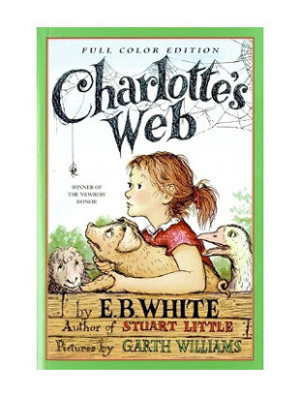 FULL COLOR EDITION
Charlotte's
Web
WINNER OF
THE NEWBERY
HONOR
by E.B. WHITE
Author of STUART LITTLE
Pictures by GARTH WILLIAMS